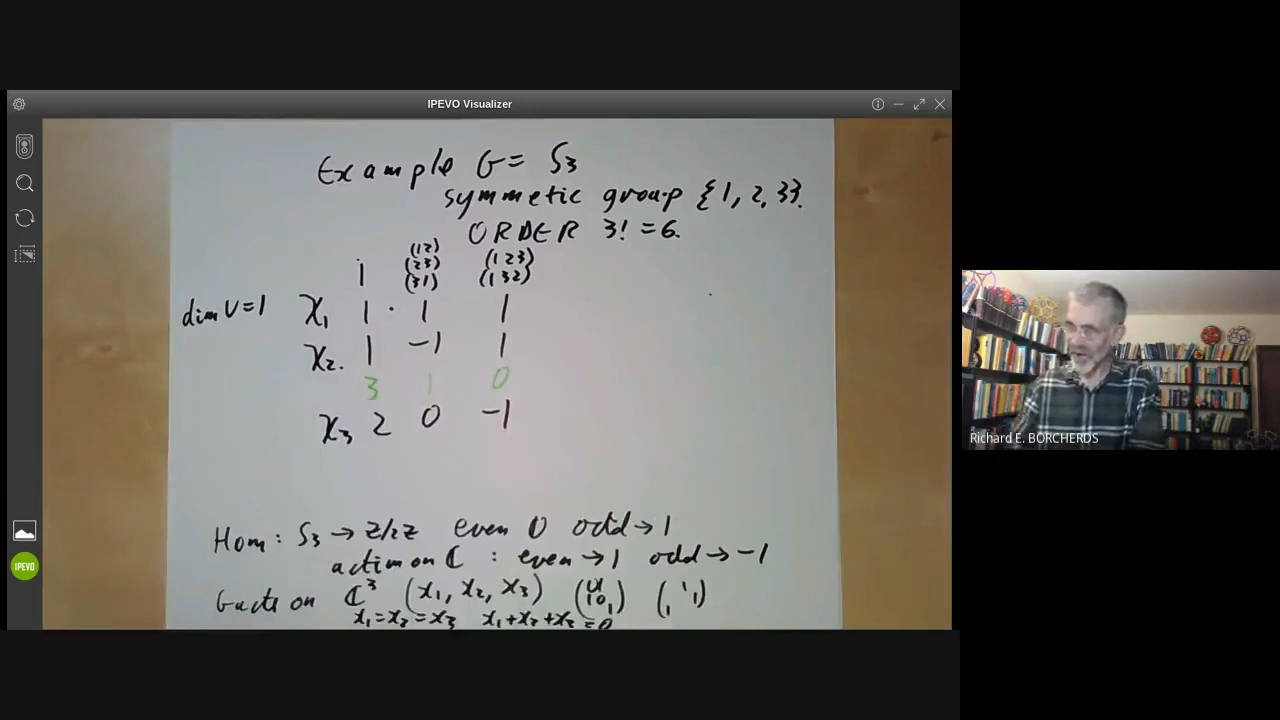 IPEVO Visualizer
Example G = S3
symmetic group {1, 2, 3}.
ORDER 3! = 6.
1 (12) (23) (31) (123) (132)
dim V = 1 χ1 1 · 1 1
χ2. 1 −1 1
3 1 0
χ3 2 0 −1
Hom: S3 → Z/2Z even 0 odd → 1
action on ℂ : even → 1 odd → −1
G acts on ℂ³ (x1, x2, x3)
x1 = x2 = x3 x1 + x2 + x3 = 0
IPEVO
Richard E. BORCHERDS